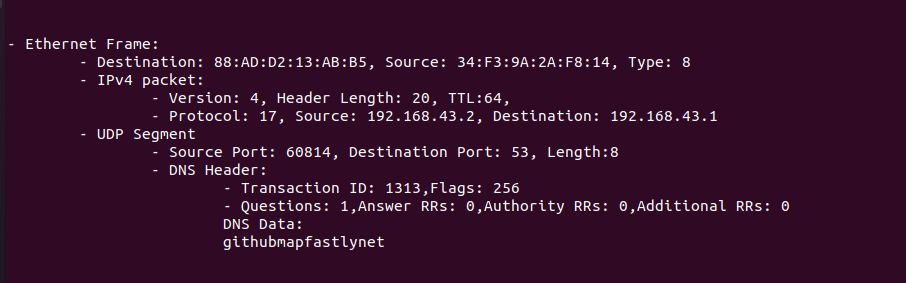 - Ethernet Frame:
- Destination: 88:AD:D2:13:AB:B5, Source: 34:F3:9A:2A:F8:14, Type: 8
- IPv4 packet:
- Version: 4, Header Length: 20, TTL:64,
- Protocol: 17, Source: 192.168.43.2, Destination: 192.168.43.1
- UDP Segment
- Source Port: 60814, Destination Port: 53, Length:8
- DNS Header:
- Transaction ID: 1313,Flags: 256
- Questions: 1,Answer RRs: 0,Authority RRs: 0,Additional RRs: 0
DNS Data:
githubmapfastlynet